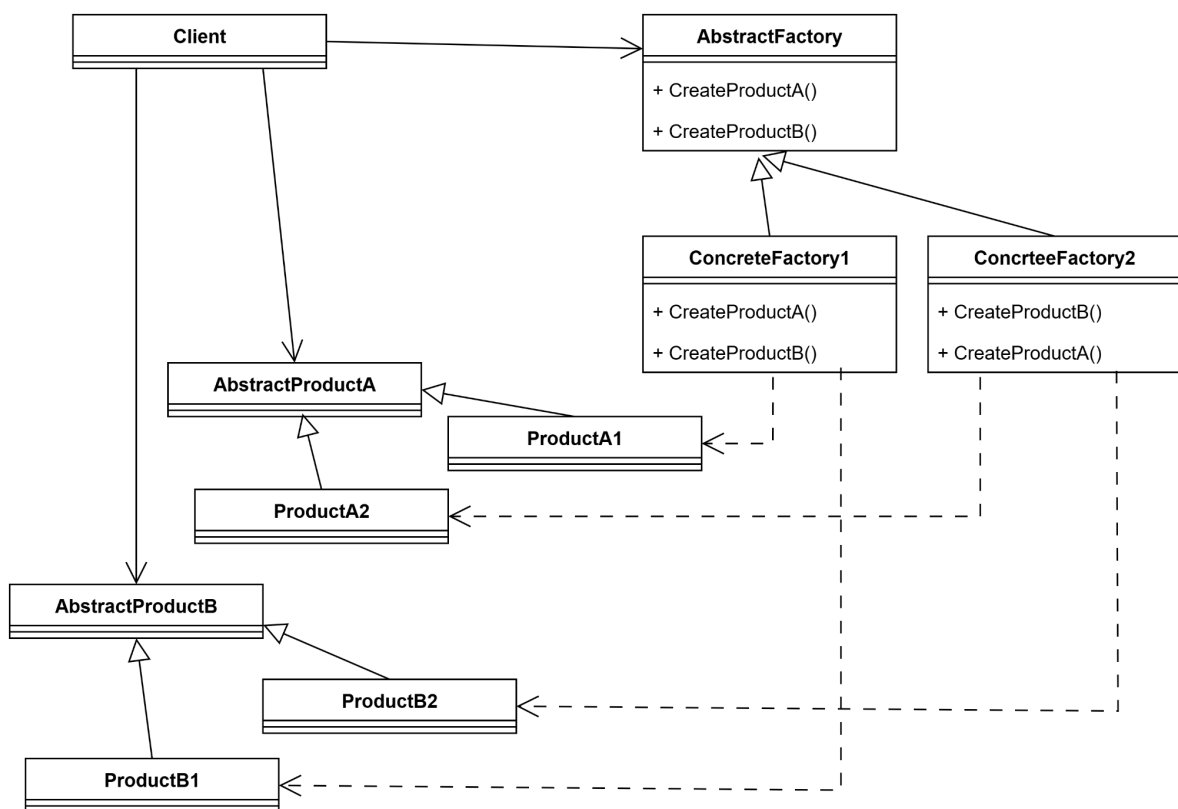 Client
AbstractFactory
+ CreateProductA()
+ CreateProductB()
ConcreteFactory1
+ CreateProductA()
+ CreateProductB()
ConcrteeFactory2
+ CreateProductB()
+ CreateProductA()
AbstractProductA
ProductA1
ProductA2
AbstractProductB
ProductB2
ProductB1